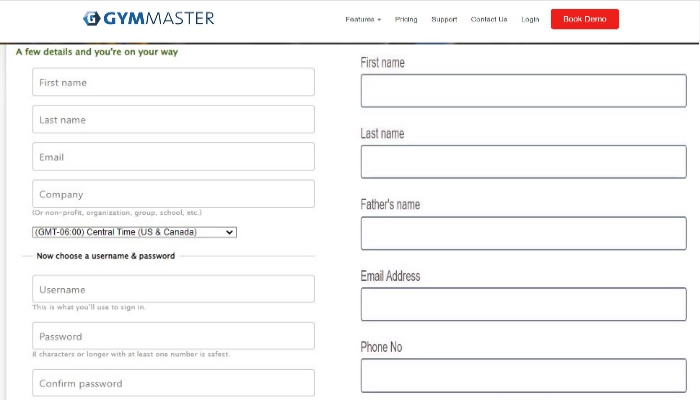 GYMMASTER
Features Pricing Support Contact Us Login Book Demo
A few details and you're on your way
First name
Last name
Email
Company
(Or non-profit, organization, group, school, etc.)
(GMT-06:00) Central Time (US & Canada)
Now choose a username & password
Username
This is what you'll use to sign in.
Password
8 characters or longer with at least one number is safest.
Confirm password
First name
Last name
Father's name
Email Address
Phone No